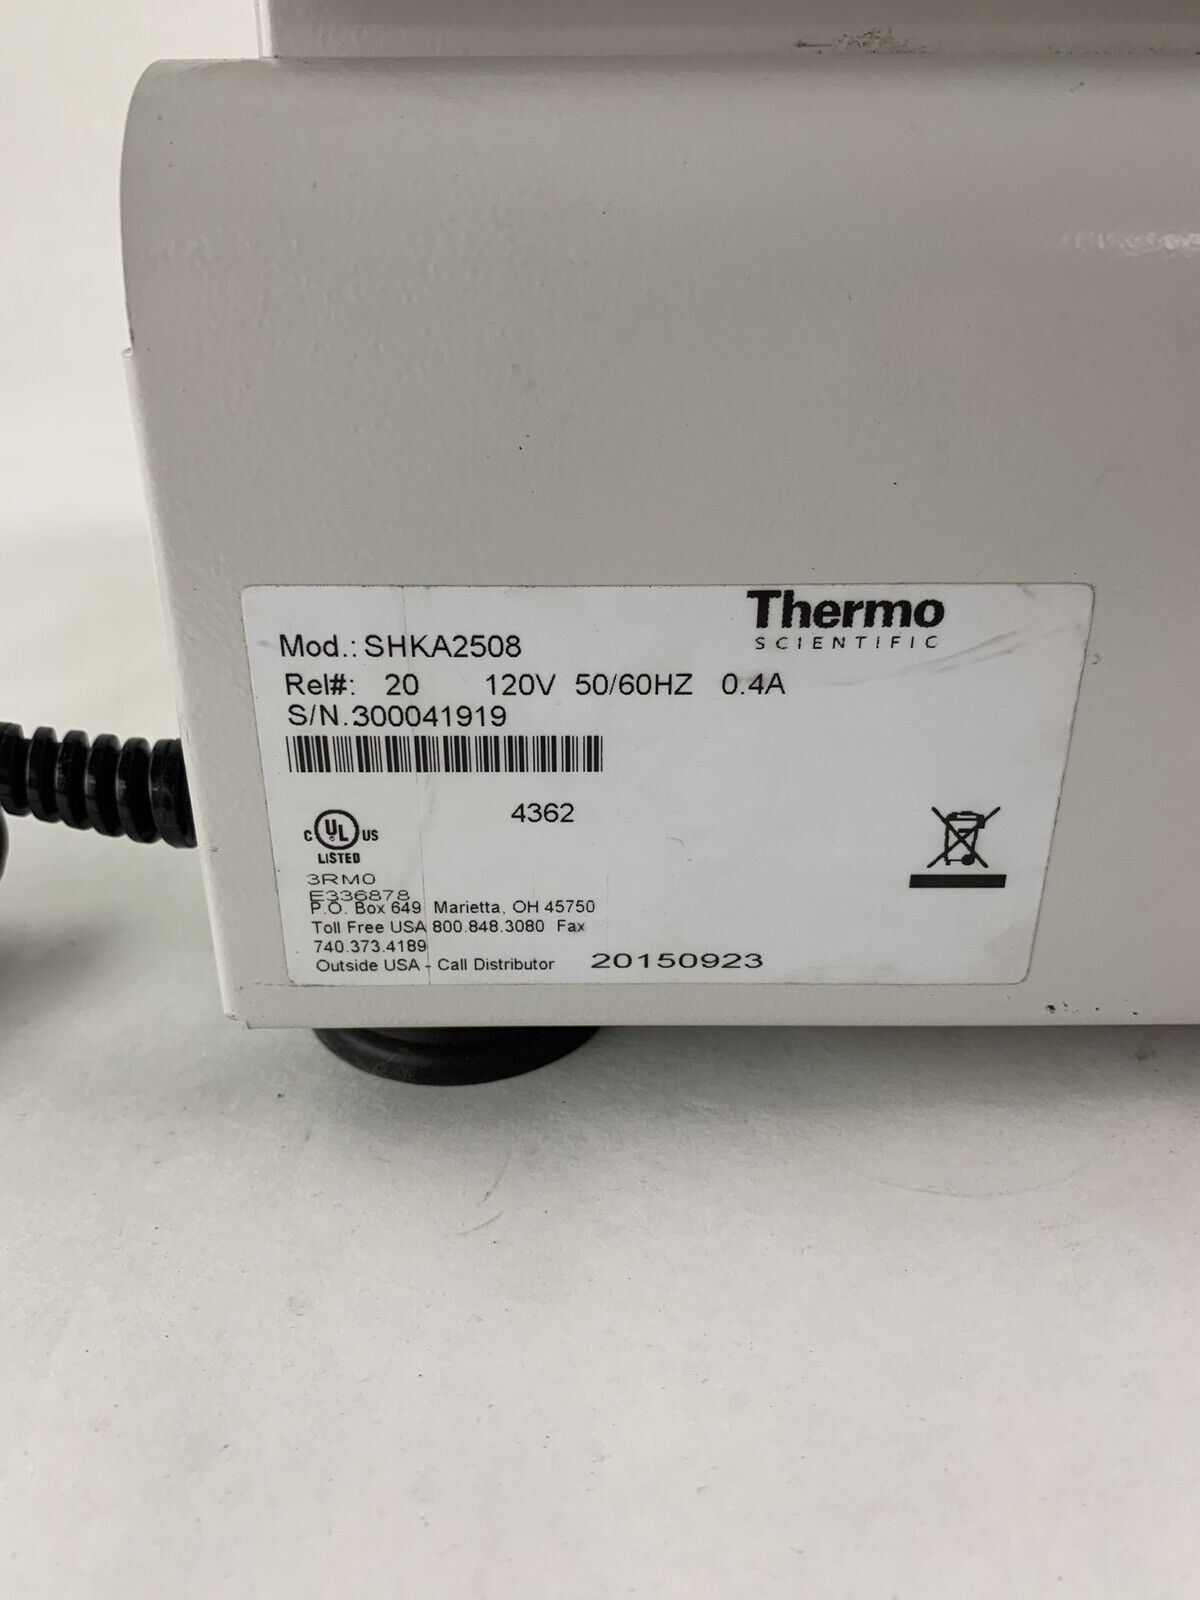 Thermo
SCIENTIFIC
Mod.: SHKA2508
Rel#: 20 120V 50/60HZ 0.4A
S/N.300041919
4362
C UL US
LISTED
3RM0
E336878
P.O. Box 649 Marietta, OH 45750
Toll Free USA 800.848.3080 Fax
740.373.4189
Outside USA - Call Distributor 20150923